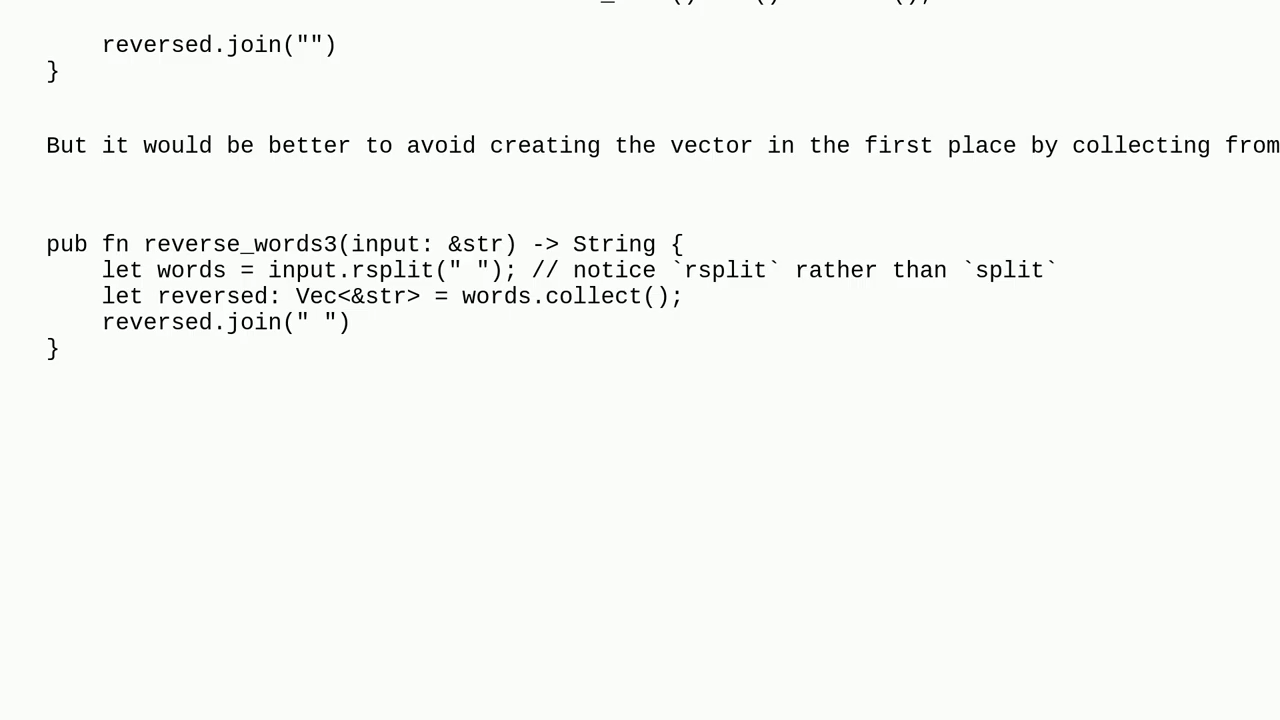 reversed.join("")
}
But it would be better to avoid creating the vector in the first place by collecting from
pub fn reverse_words3(input: &str) -> String {
let words = input.rsplit(" "); // notice `rsplit` rather than `split`
let reversed: Vec<&str> = words.collect();
reversed.join(" ")
}